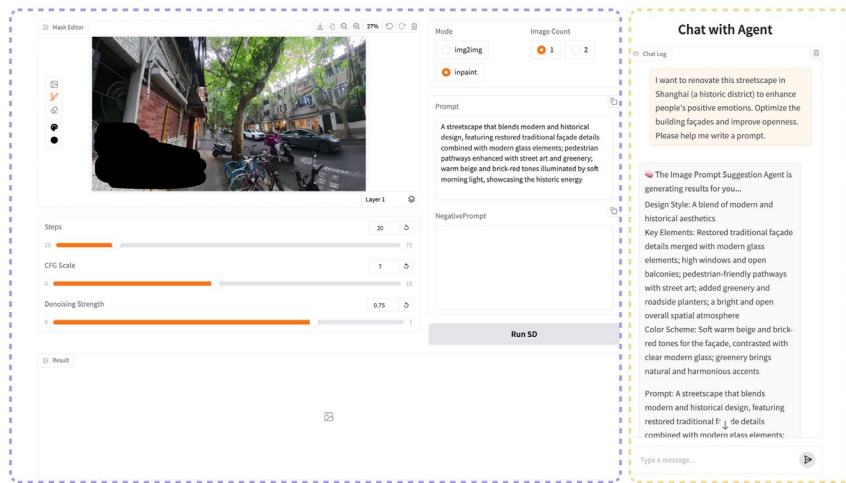 Mask Editor
27%
Layer 1
Steps
20
10
73
CFG Scale
7
0
15
Denoising Strength
0.75
0
1
Result
Mode
Image Count
img2img
1
2
inpaint
Prompt
A streetscape that blends modern and historical
design, featuring restored traditional façade details
combined with modern glass elements; pedestrian
pathways enhanced with street art and greenery;
warm beige and brick-red tones illuminated by soft
morning light, showcasing the historic energy
NegativePrompt
Run SD
Chat with Agent
Chat Log
I want to renovate this streetscape in
Shanghai (a historic district) to enhance
people's positive emotions. Optimize the
building façades and improve openness.
Please help me write a prompt.
The Image Prompt Suggestion Agent is
generating results for you...
Design Style: A blend of modern and
historical aesthetics
Key Elements: Restored traditional façade
details merged with modern glass
elements; high windows and open
balconies; pedestrian-friendly pathways
with street art; added greenery and
roadside planters; a bright and open
overall spatial atmosphere
Color Scheme: Soft warm beige and brick-
red tones for the façade, contrasted with
clear modern glass; greenery brings
natural and harmonious accents
Prompt: A streetscape that blends
modern and historical design, featuring
restored traditional de details
combined with modern glass elements;
Type a message...